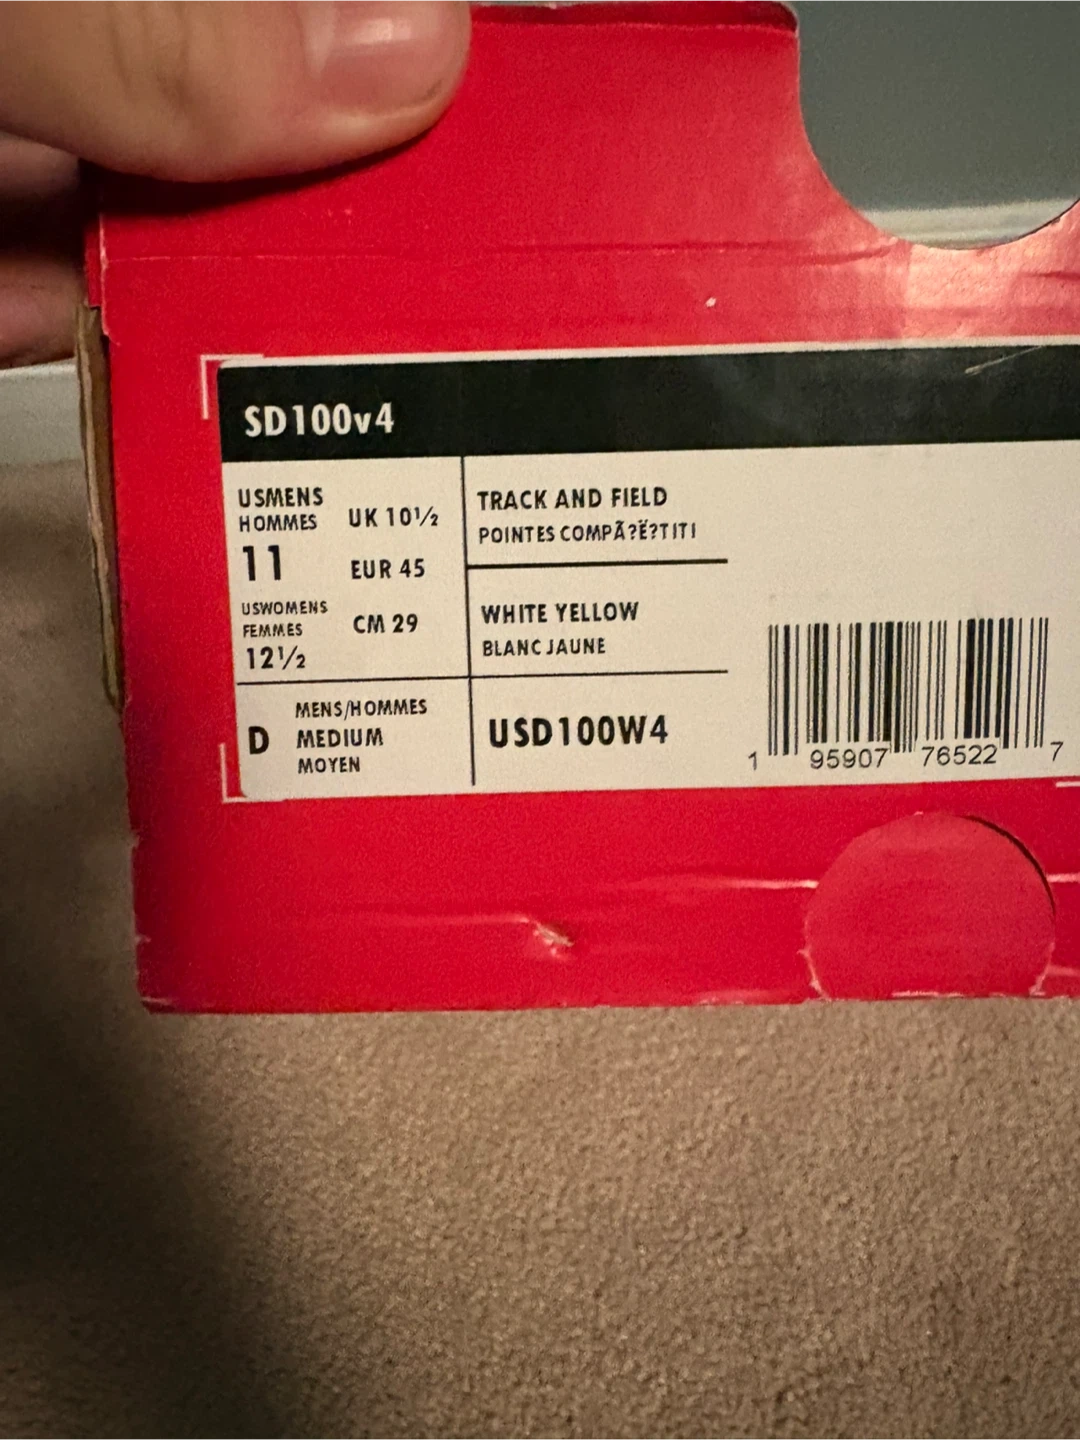 SD100v4
USMENS
HOMMES
11
UK 10½
EUR 45
USWOMENS
FEMMES
12½
CM 29
D
MENS/HOMMES
MEDIUM
MOYEN
TRACK AND FIELD
POINTES COMPÃ?Ë?TITI
WHITE YELLOW
BLANC JAUNE
USD100W4
1 95907 76522 7